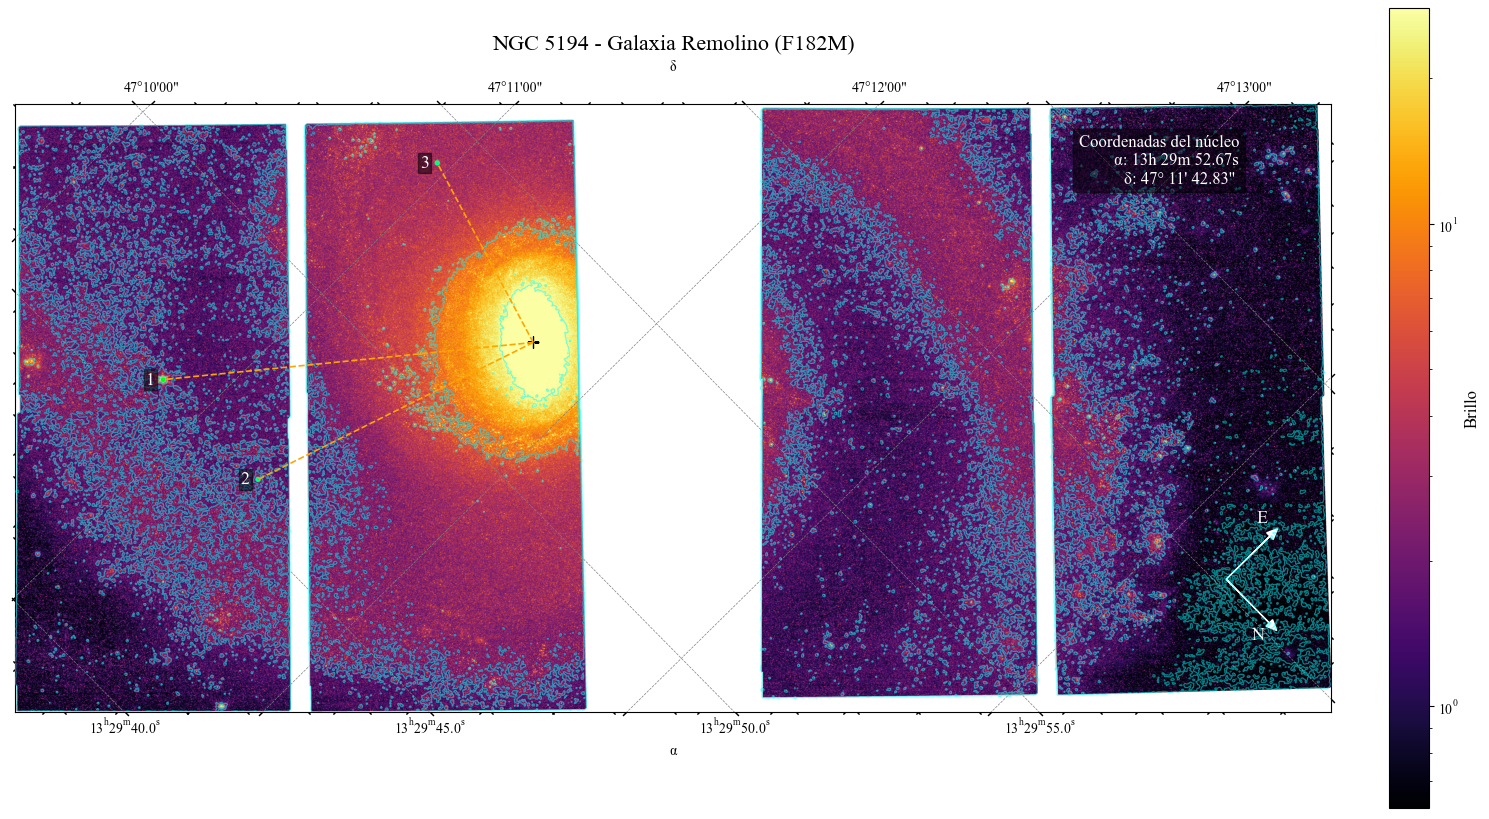 NGC 5194 - Galaxia Remolino (F182M)
δ
47°10'00" 47°11'00" 47°12'00" 47°13'00"
Coordenadas del núcleo
α: 13h 29m 52.67s
δ: 47° 11' 42.83"
3
1
2
E
N
13ʰ29ᵐ40.0ˢ 13ʰ29ᵐ45.0ˢ 13ʰ29ᵐ50.0ˢ 13ʰ29ᵐ55.0ˢ
α
10¹
10⁰
Brillo